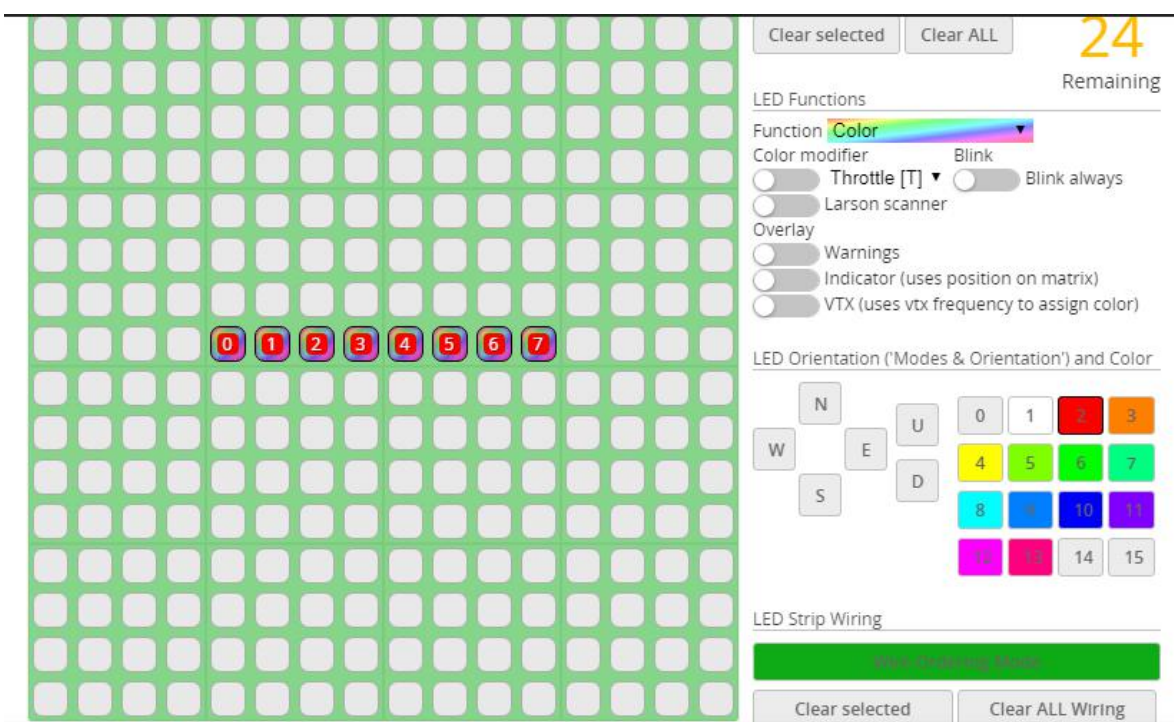 Clear selected Clear ALL 24
Remaining
LED Functions
Function Color
Color modifier Blink
Throttle [T] Blink always
Larson scanner
Overlay
Warnings
Indicator (uses position on matrix)
VTX (uses vtx frequency to assign color)
0 1 2 3 4 5 6 7
LED Orientation ('Modes & Orientation') and Color
N
W E
S
U
D
0 1 2 3
4 5 6 7
8 9 10 11
12 13 14 15
LED Strip Wiring
Wire Ordering Mode
Clear selected Clear ALL Wiring